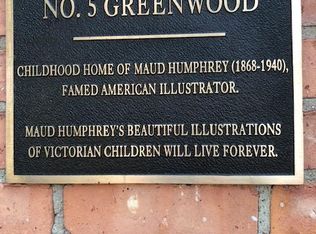 NO. 5 GREENWOOD
CHILDHOOD HOME OF MAUD HUMPHREY (1868-1940),
FAMED AMERICAN ILLUSTRATOR.
MAUD HUMPHREY'S BEAUTIFUL ILLUSTRATIONS
OF VICTORIAN CHILDREN WILL LIVE FOREVER.